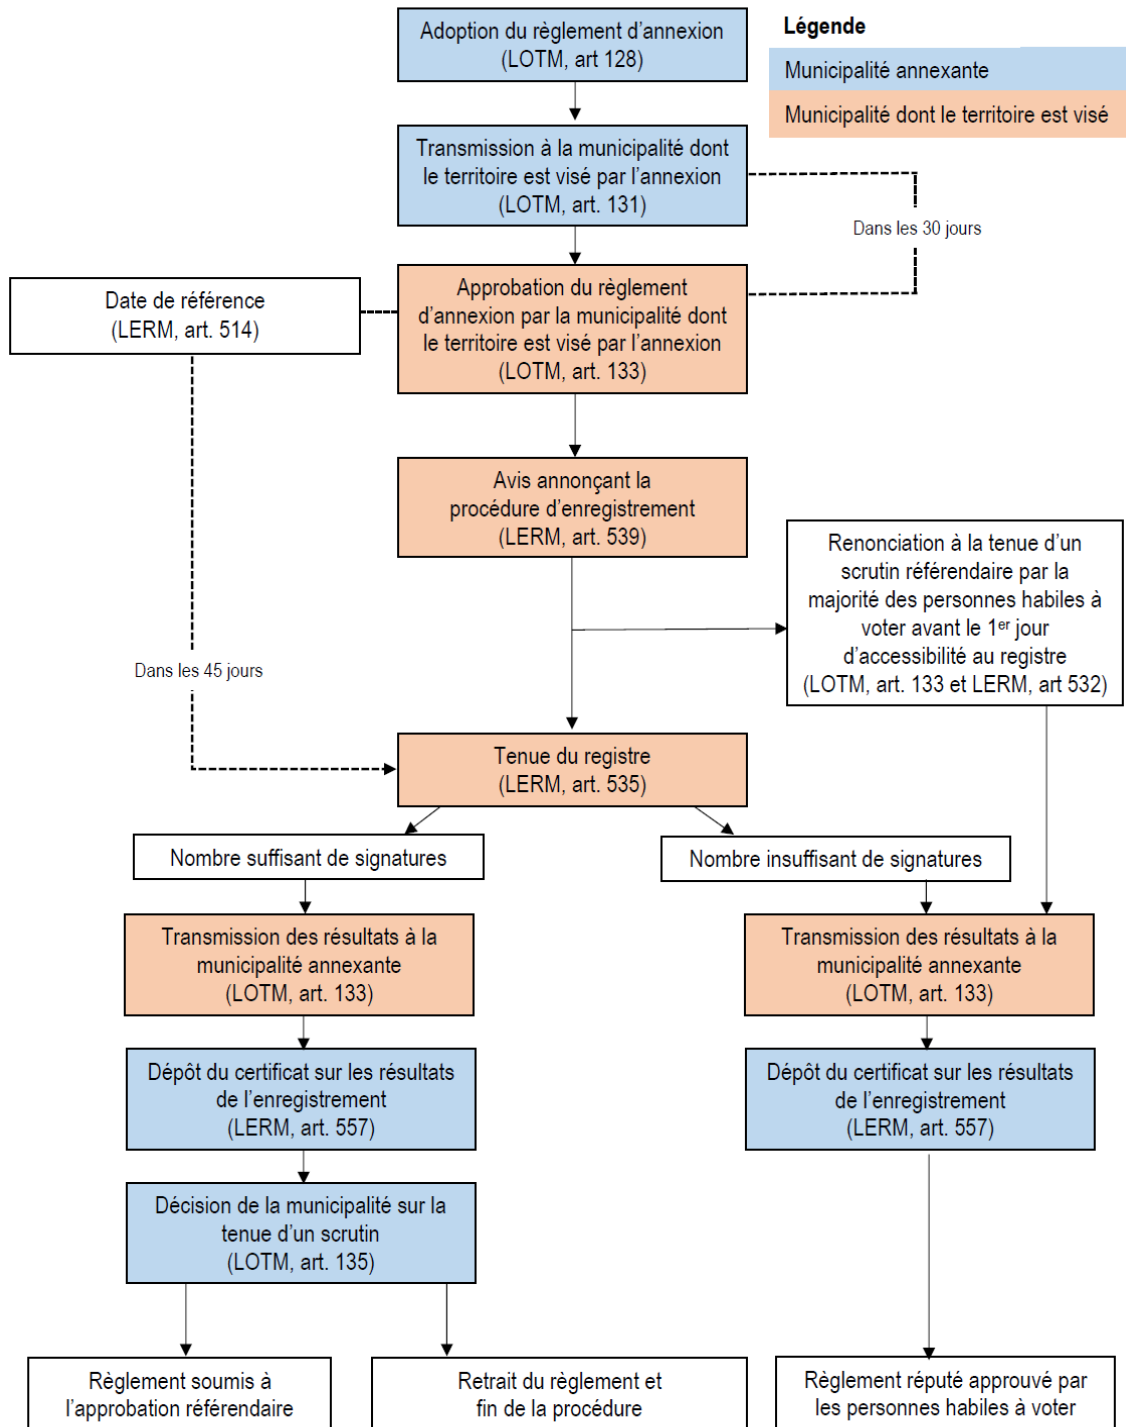 Adoption du règlement d'annexion
(LOTM, art 128)
Légende
Municipalité annexante
Municipalité dont le territoire est visé
Transmission à la municipalité dont
le territoire est visé par l'annexion
(LOTM, art. 131)
Dans les 30 jours
Date de référence
(LERM, art. 514)
Approbation du règlement
d'annexion par la municipalité dont
le territoire est visé par l'annexion
(LOTM, art. 133)
Avis annonçant la
procédure d'enregistrement
(LERM, art. 539)
Renonciation à la tenue d'un
scrutin référendaire par la
majorité des personnes habiles à
voter avant le 1er jour
d'accessibilité au registre
(LOTM, art. 133 et LERM, art 532)
Dans les 45 jours
Tenue du registre
(LERM, art. 535)
Nombre suffisant de signatures
Nombre insuffisant de signatures
Transmission des résultats à la
municipalité annexante
(LOTM, art. 133)
Transmission des résultats à la
municipalité annexante
(LOTM, art. 133)
Dépôt du certificat sur les résultats
de l'enregistrement
(LERM, art. 557)
Dépôt du certificat sur les résultats
de l'enregistrement
(LERM, art. 557)
Décision de la municipalité sur la
tenue d'un scrutin
(LOTM, art. 135)
Règlement soumis à
l'approbation référendaire
Retrait du règlement et
fin de la procédure
Règlement réputé approuvé par
les personnes habiles à voter